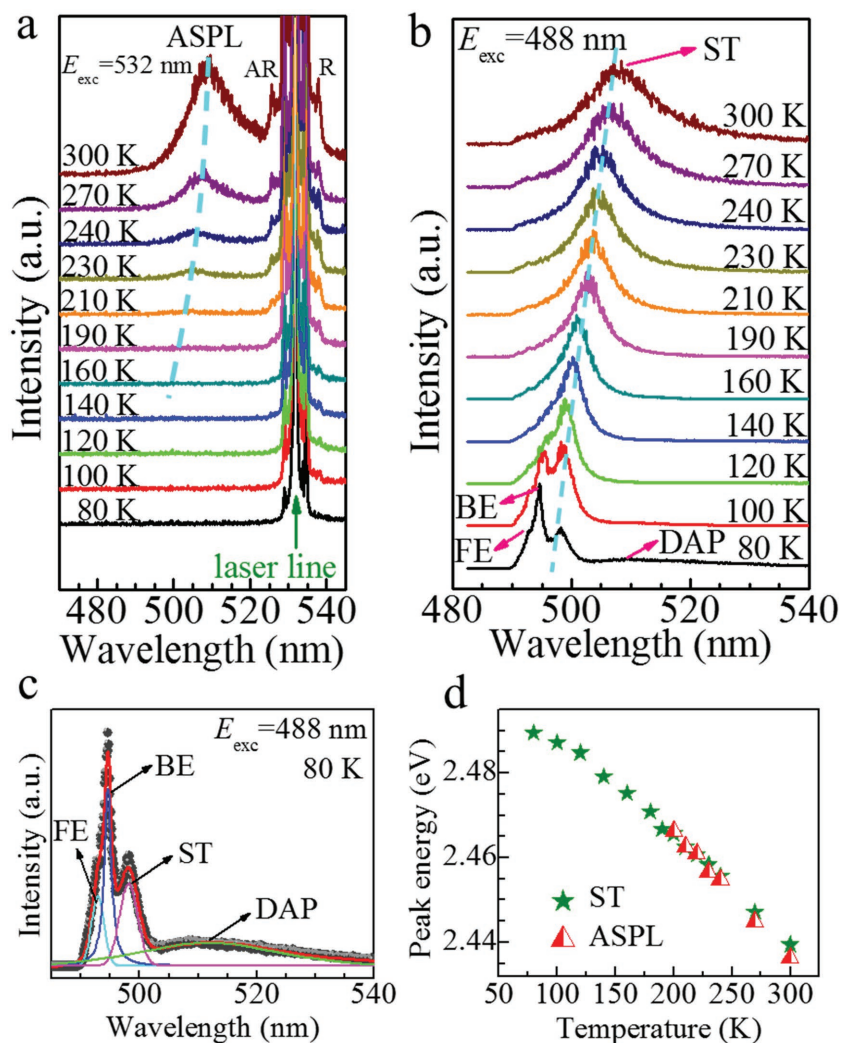 a
ASPL
E_exc=532 nm
AR
R
300 K
270 K
240 K
230 K
210 K
190 K
160 K
140 K
120 K
100 K
80 K
laser line
480 500 520 540
Wavelength (nm)
Intensity (a.u.)
b
E_exc=488 nm
ST
300 K
270 K
240 K
230 K
210 K
190 K
160 K
140 K
120 K
BE
100 K
FE
DAP
80 K
480 500 520 540
Wavelength (nm)
Intensity (a.u.)
c
E_exc=488 nm
80 K
BE
FE
ST
DAP
500 520 540
Wavelength (nm)
Intensity (a.u.)
d
2.48
2.46
2.44
ST
ASPL
50 100 150 200 250 300
Temperature (K)
Peak energy (eV)